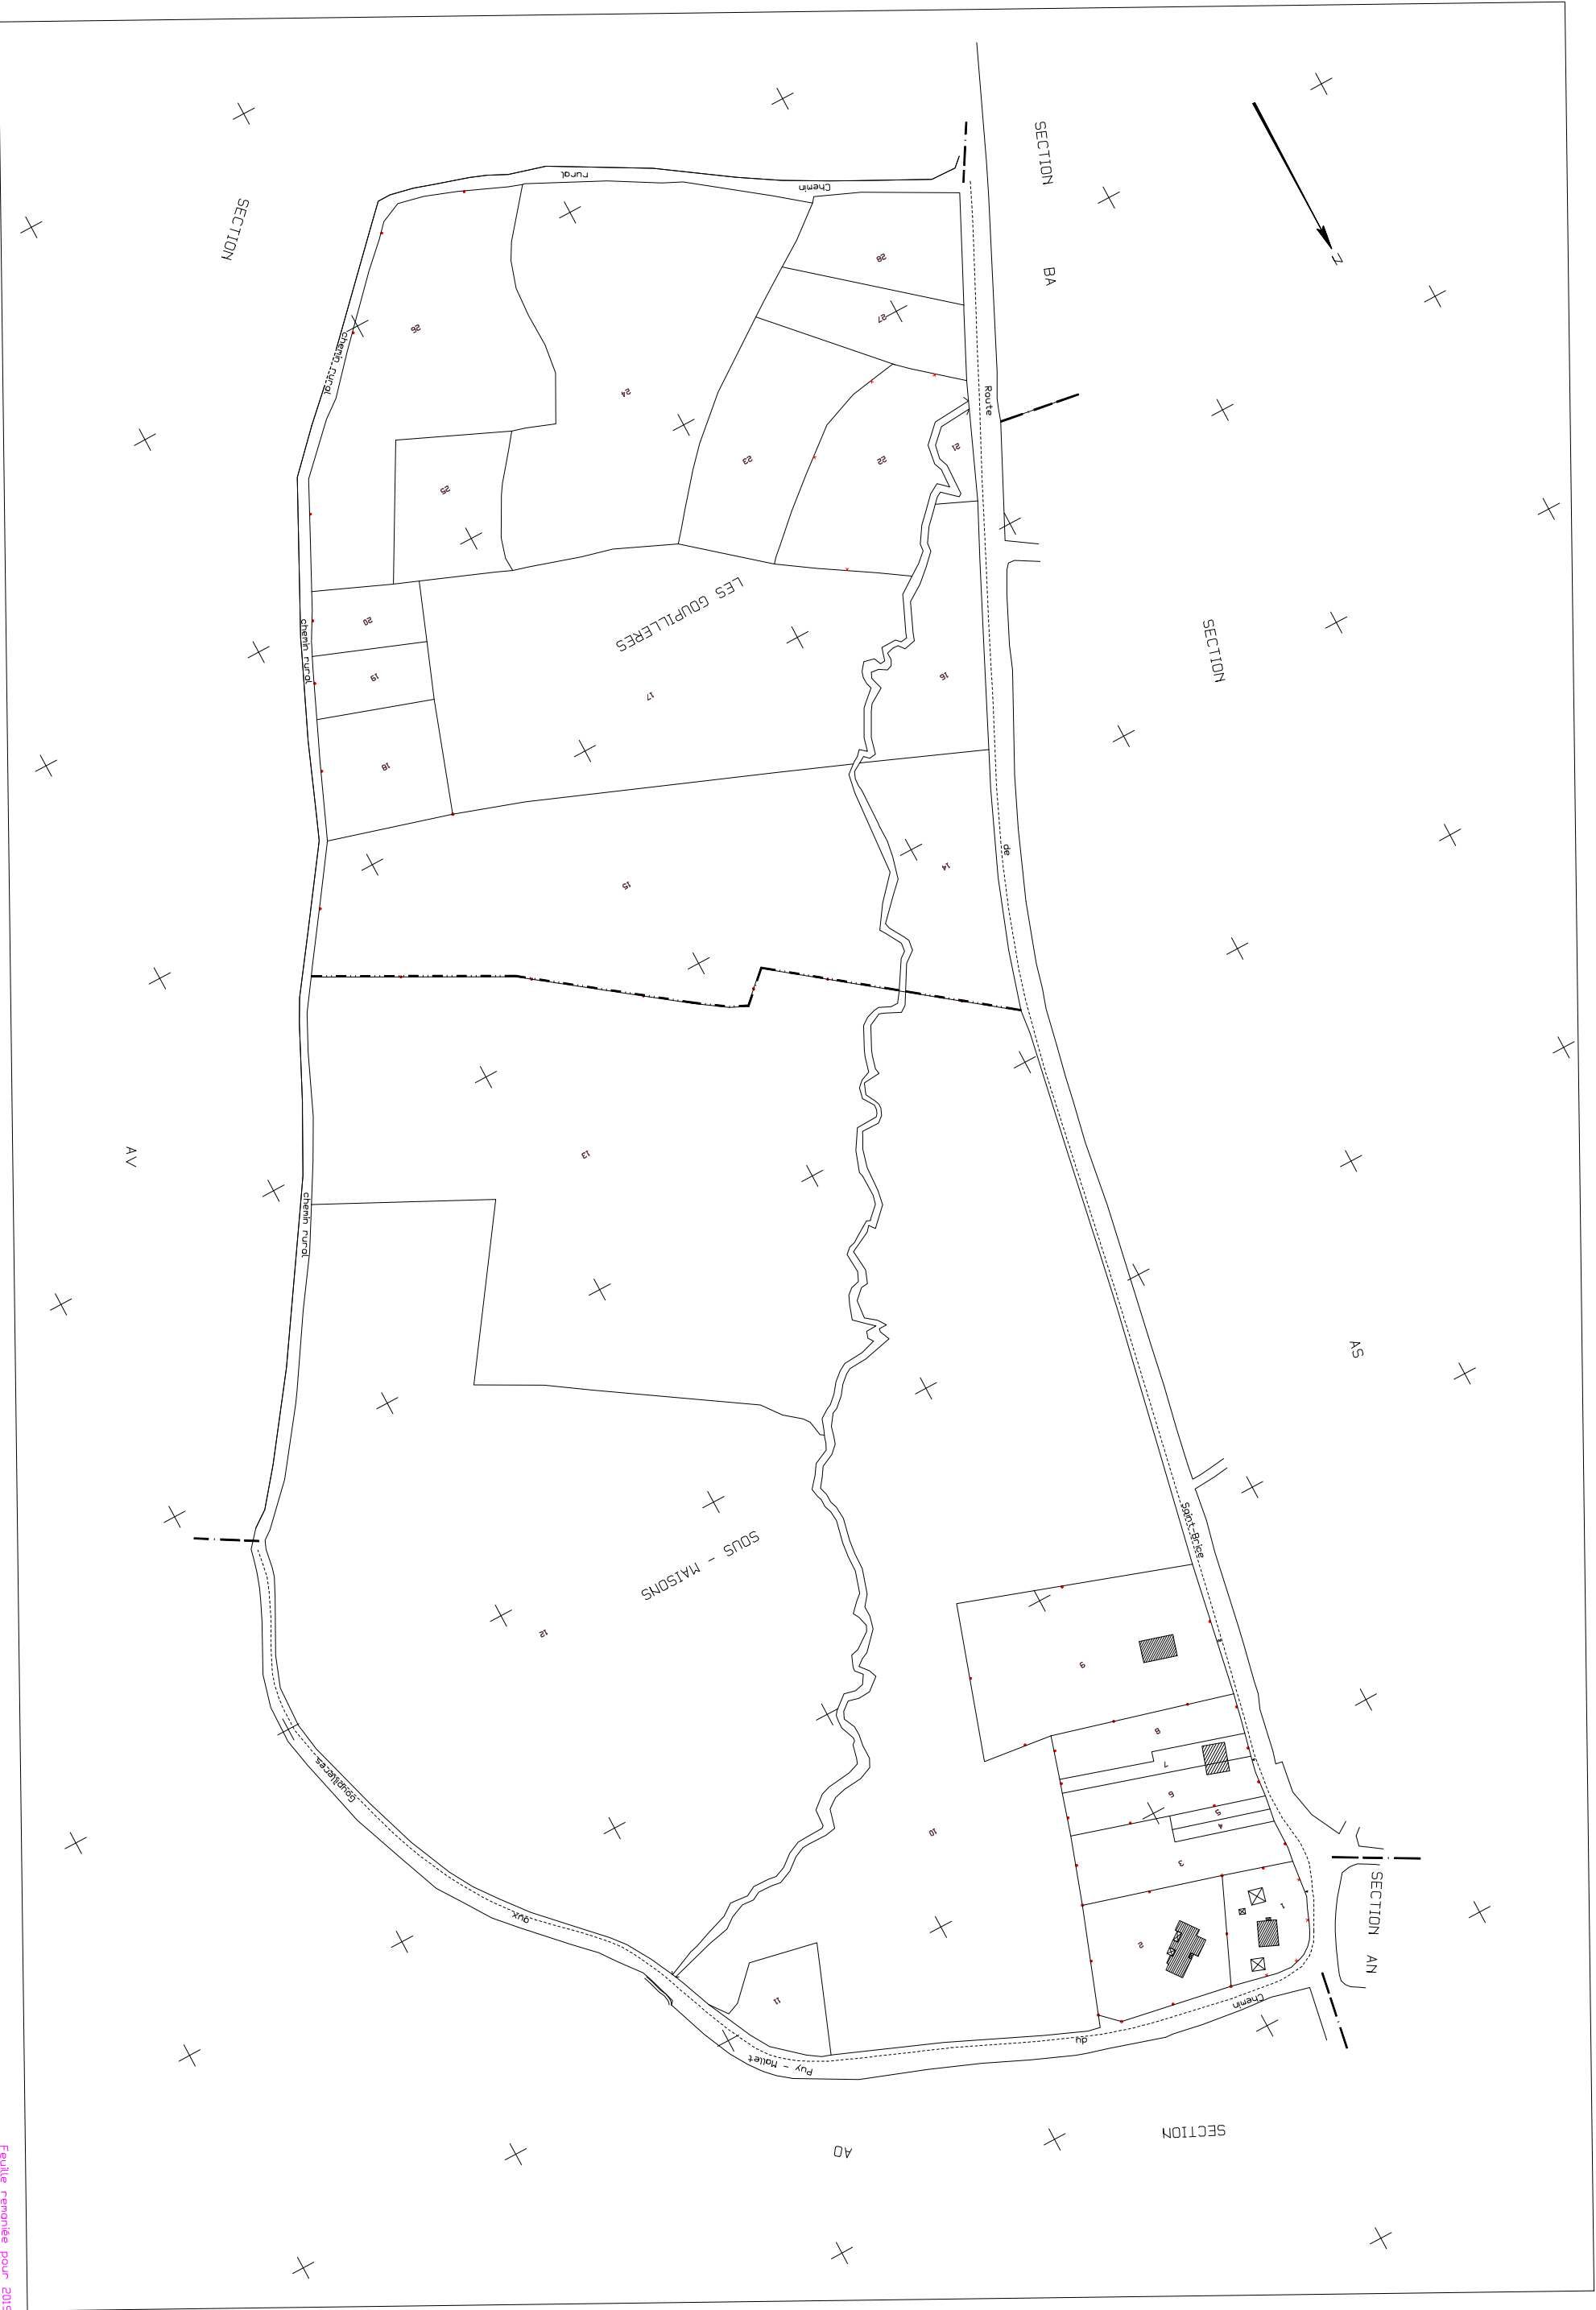 SECTION
BA
N
SECTION
Chemin
rural
28
27
26
24
Route
chemin rural
21
22
23
25
LES GOUPILLERES
SECTION
20
chemin rural
19
17
16
18
de
14
15
AV
13
chemin rural
AS
Saint-Brice
SOUS - MAISONS
12
9
8
7
6
5
4
3
Goupilleres
10
SECTION AN
1
2
aux
11
Chemin
du
Puy - Mallet
SECTION
AO
Feuille remaniée pour 2019